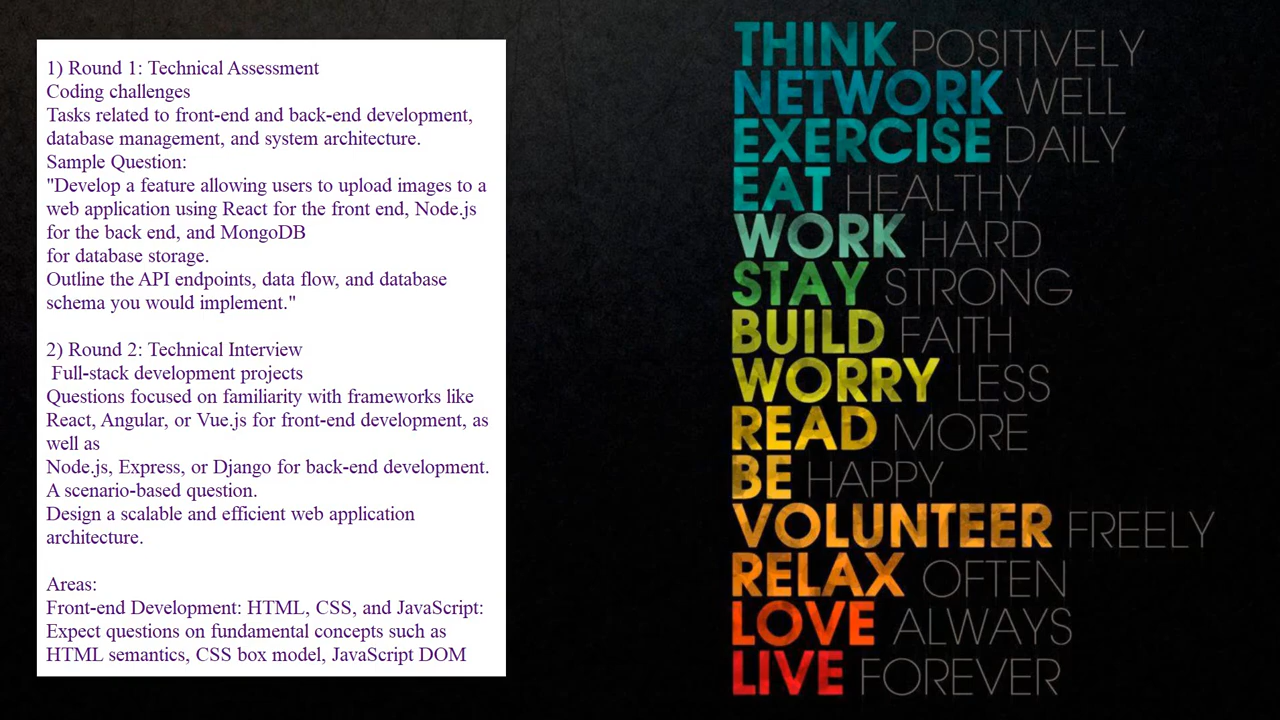 1) Round 1: Technical Assessment
Coding challenges
Tasks related to front-end and back-end development,
database management, and system architecture.
Sample Question:
"Develop a feature allowing users to upload images to a
web application using React for the front end, Node.js
for the back end, and MongoDB
for database storage.
Outline the API endpoints, data flow, and database
schema you would implement."
2) Round 2: Technical Interview
Full-stack development projects
Questions focused on familiarity with frameworks like
React, Angular, or Vue.js for front-end development, as
well as
Node.js, Express, or Django for back-end development.
A scenario-based question.
Design a scalable and efficient web application
architecture.
Areas:
Front-end Development: HTML, CSS, and JavaScript:
Expect questions on fundamental concepts such as
HTML semantics, CSS box model, JavaScript DOM
THINK POSITIVELY
NETWORK WELL
EXERCISE DAILY
EAT HEALTHY
WORK HARD
STAY STRONG
BUILD FAITH
WORRY LESS
READ MORE
BE HAPPY
VOLUNTEER FREELY
RELAX OFTEN
LOVE ALWAYS
LIVE FOREVER